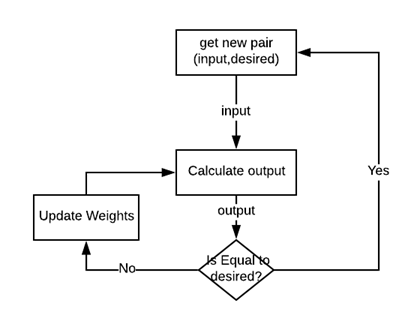 get new pair
(input,desired)
input
Calculate output
Yes
Update Weights
output
Is Equal to
desired?
No